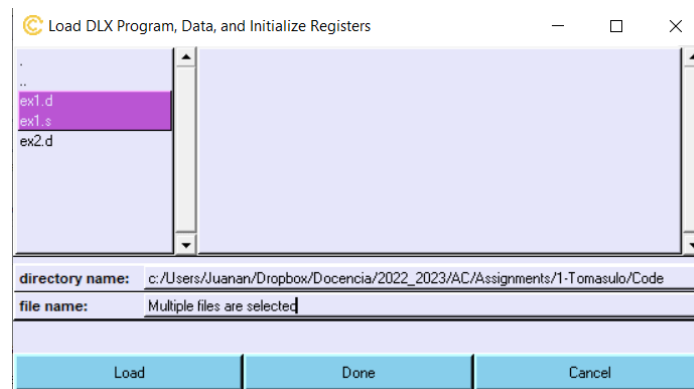 Load DLX Program, Data, and Initialize Registers
.
..
ex1.d
ex1.s
ex2.d
directory name: c:/Users/Juanan/Dropbox/Docencia/2022_2023/AC/Assignments/1-Tomasulo/Code
file name: Multiple files are selected
Load Done Cancel